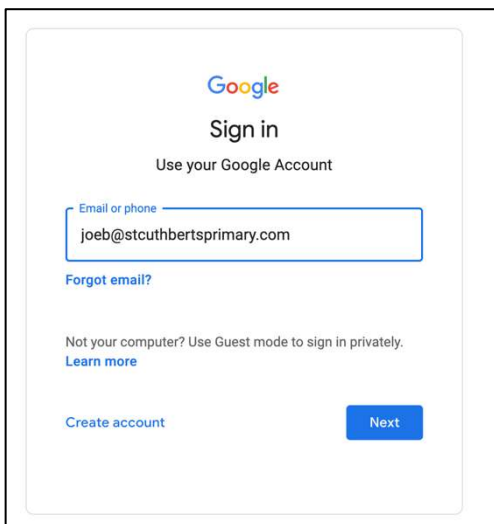 Google
Sign in
Use your Google Account
Email or phone
joeb@stcuthbertsprimary.com
Forgot email?
Not your computer? Use Guest mode to sign in privately.
Learn more
Create account
Next